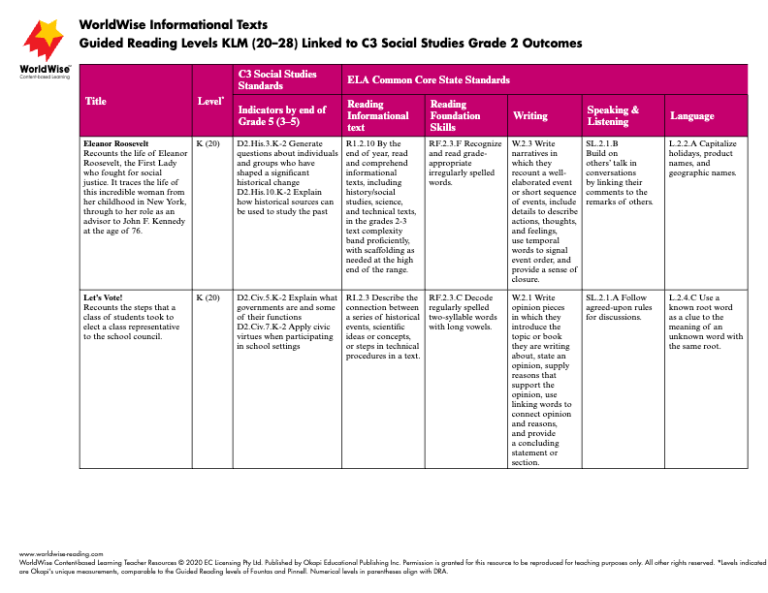 WorldWise Informational Texts
Guided Reading Levels KLM (20–28) Linked to C3 Social Studies Grade 2 Outcomes
WorldWise™
Content-based Learning
Title
Level*
C3 Social Studies
Standards
ELA Common Core State Standards
Indicators by end of
Grade 5 (3–5)
Reading
Informational
text
Reading
Foundation
Skills
Writing
Speaking &
Listening
Language
Eleanor Roosevelt
Recounts the life of Eleanor
Roosevelt, the First Lady
who fought for social
justice. It traces the life of
this incredible woman from
her childhood in New York,
through to her role as an
advisor to John F. Kennedy
at the age of 76.
K (20)
D2.His.3.K-2 Generate
questions about individuals
and groups who have
shaped a significant
historical change
D2.His.10.K-2 Explain
how historical sources can
be used to study the past
R1.2.10 By the
end of year, read
and comprehend
informational
texts, including
history/social
studies, science,
and technical texts,
in the grades 2-3
text complexity
band proficiently,
with scaffolding as
needed at the high
end of the range.
RF.2.3.F Recognize
and read grade-
appropriate
irregularly spelled
words.
W.2.3 Write
narratives in
which they
recount a well-
elaborated event
or short sequence
of events, include
details to describe
actions, thoughts,
and feelings,
use temporal
words to signal
event order, and
provide a sense of
closure.
SL.2.1.B
Build on
others’ talk in
conversations
by linking their
comments to the
remarks of others.
L.2.2.A Capitalize
holidays, product
names, and
geographic names.
Let’s Vote!
Recounts the steps that a
class of students took to
elect a class representative
to the school council.
K (20)
D2.Civ.5.K-2 Explain what
governments are and some
of their functions
D2.Civ.7.K-2 Apply civic
virtues when participating
in school settings
RI.2.3 Describe the
connection between
a series of historical
events, scientific
ideas or concepts,
or steps in technical
procedures in a text.
RF.2.3.C Decode
regularly spelled
two-syllable words
with long vowels.
W.2.1 Write
opinion pieces
in which they
introduce the
topic or book
they are writing
about, state an
opinion, supply
reasons that
support the
opinion, use
linking words to
connect opinion
and reasons,
and provide
a concluding
statement or
section.
SL.2.1.A Follow
agreed-upon rules
for discussions.
L.2.4.C Use a
known root word
as a clue to the
meaning of an
unknown word with
the same root.
www.worldwise-reading.com
WorldWise Content-based Learning Teacher Resources © 2020 EC Licensing Pty Ltd. Published by Okapi Educational Publishing Inc. Permission is granted for this resource to be reproduced for teaching purposes only. All other rights reserved. *Levels indicated
are Okapi’s unique measurements, comparable to the Guided Reading levels of Fountas and Pinnell. Numerical levels in parentheses align with DRA.